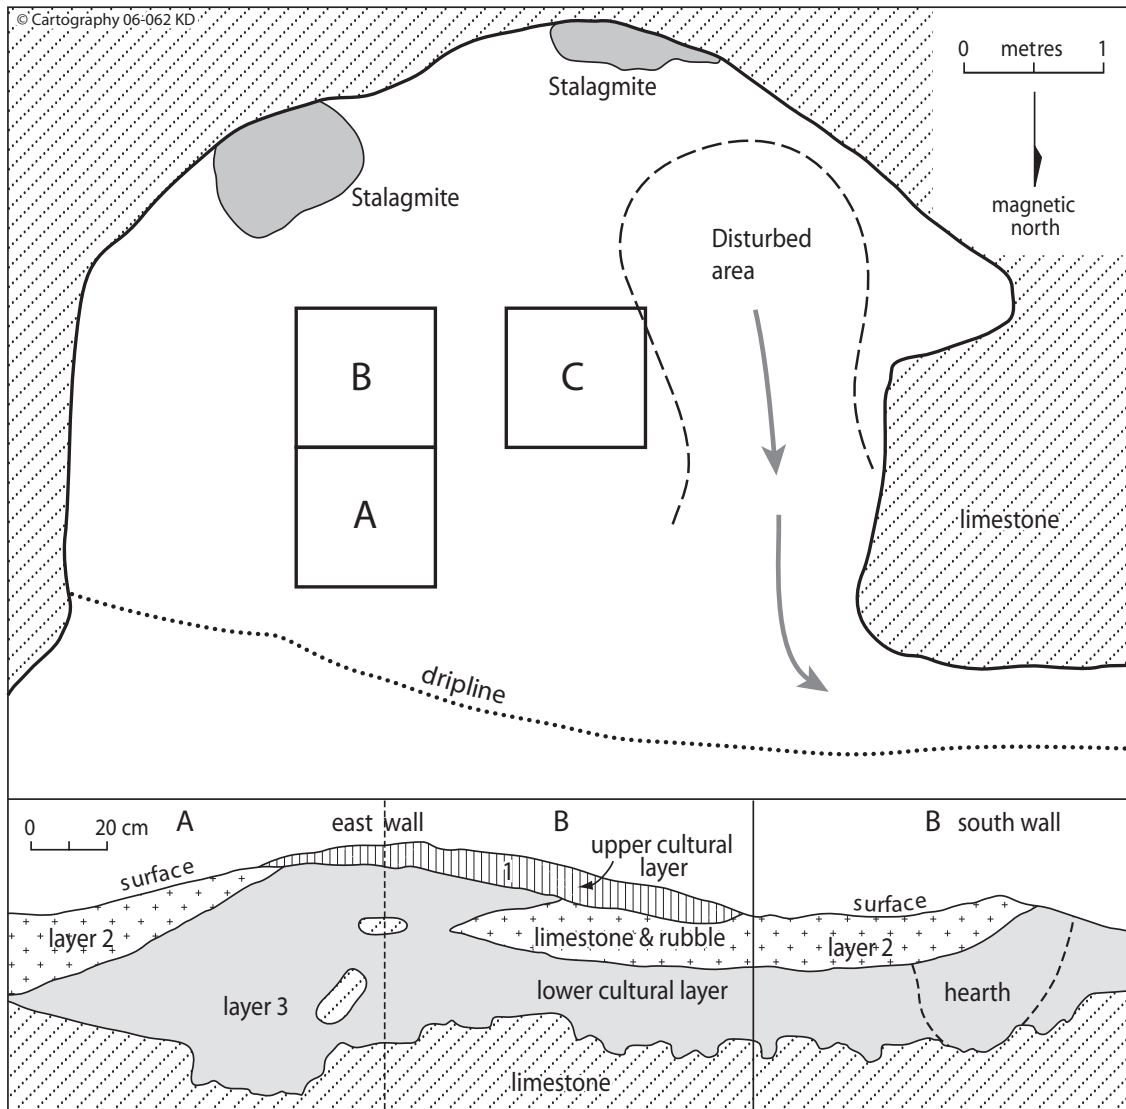 © Cartography 06-062 KD
0 metres 1
magnetic
north
Stalagmite
Stalagmite
Disturbed
area
B
C
A
limestone
dripline
0 20 cm
A
east wall
B
B south wall
upper cultural
layer
surface
1
surface
layer 2
limestone & rubble
layer 2
layer 3
lower cultural layer
hearth
limestone